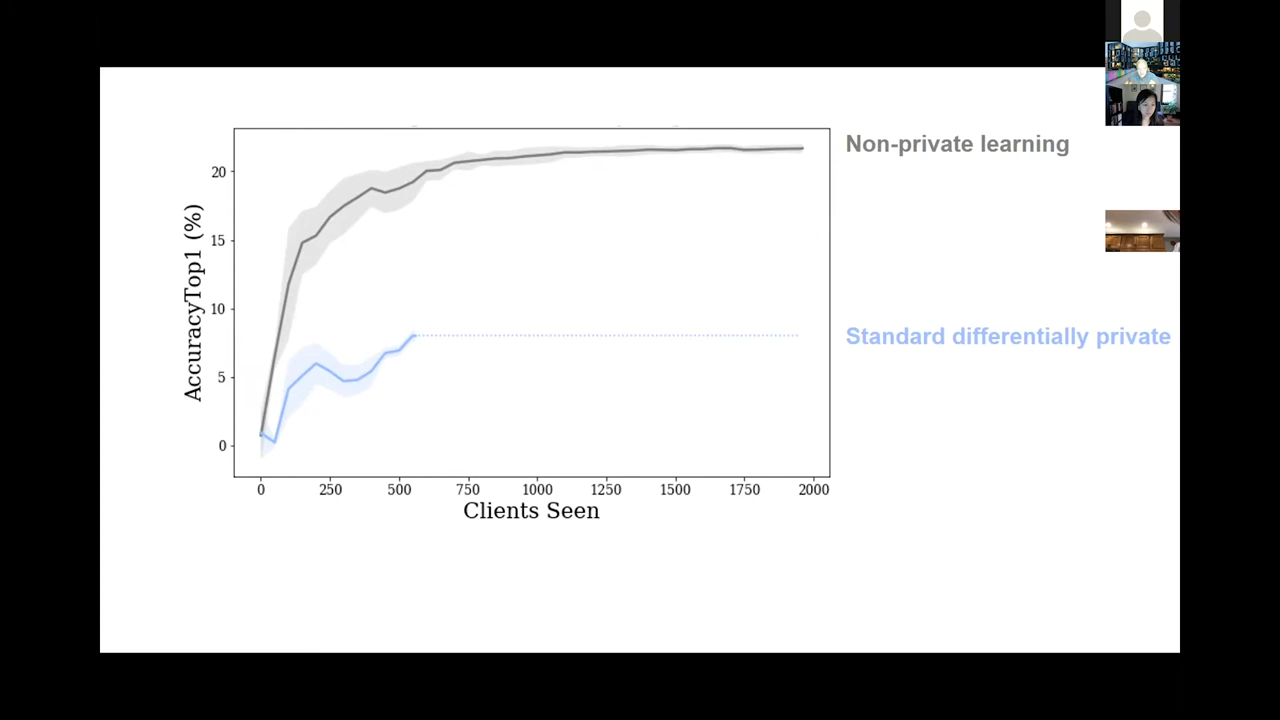 Non-private learning
Standard differentially private
AccuracyTop1 (%)
20
15
10
5
0
0 250 500 750 1000 1250 1500 1750 2000
Clients Seen